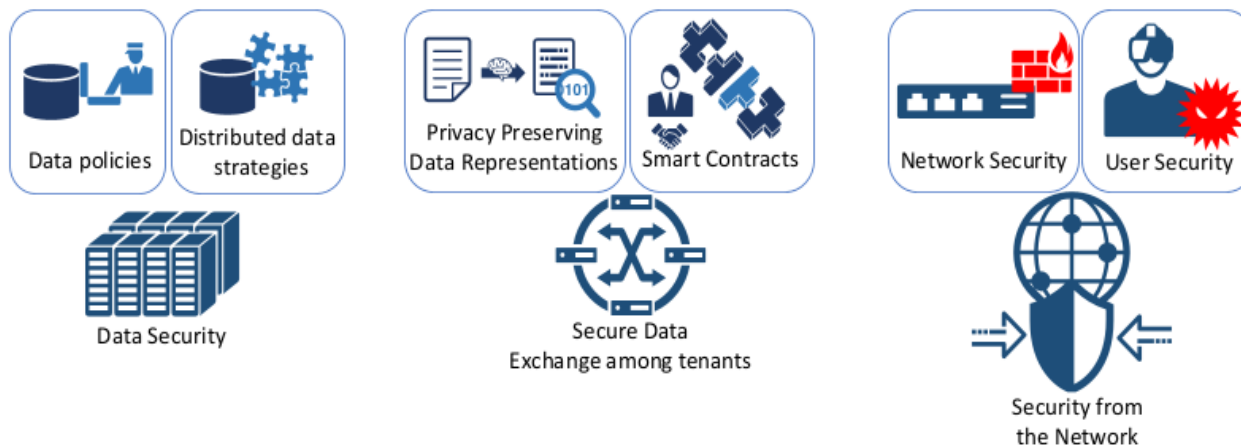 Data policies
Distributed data
strategies
Data Security
0101
Privacy Preserving
Data Representations
Smart Contracts
Secure Data
Exchange among tenants
Network Security
User Security
Security from
the Network